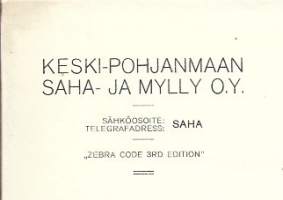 KESKI-POHJANMAAN
SAHA- JA MYLLY O.Y.
SÄHKÖOSOITE:
TELEGRAFADRESS: SAHA
„ZEBRA CODE 3RD EDITION"